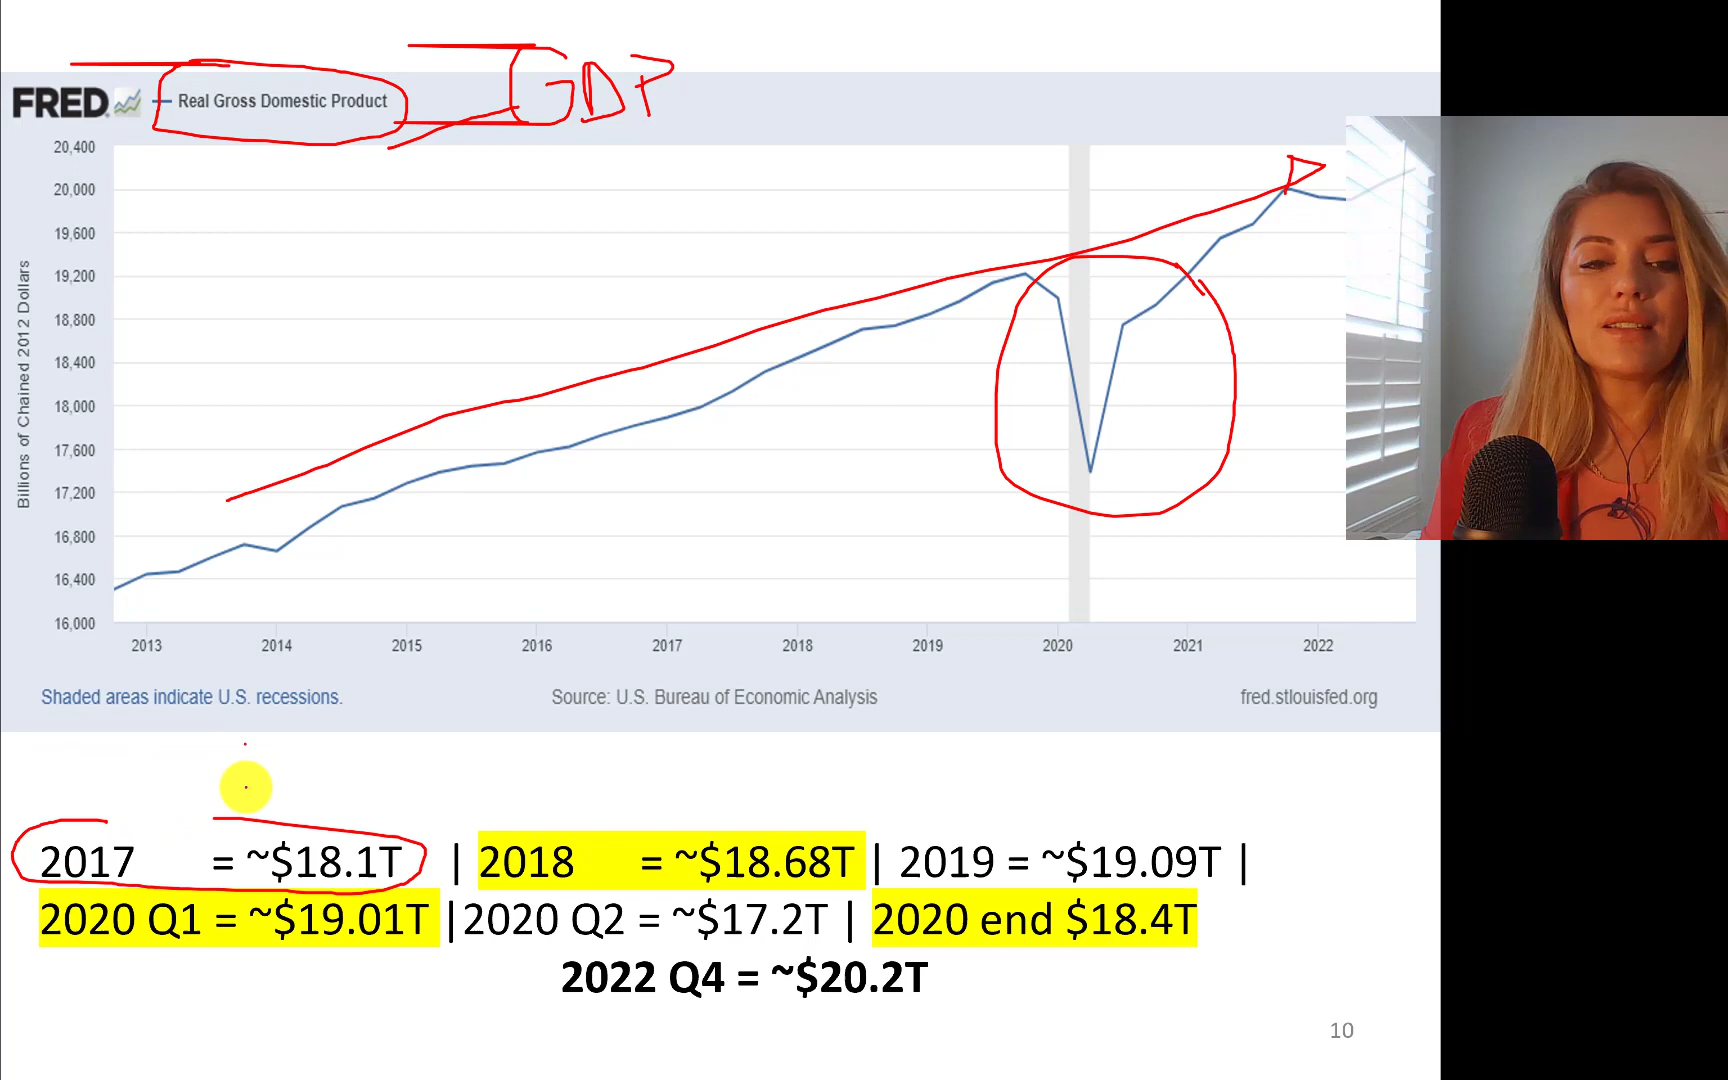 GDP
FRED
Real Gross Domestic Product
20,400
20,000
19,600
19,200
18,800
18,400
18,000
17,600
17,200
16,800
16,400
16,000
Billions of Chained 2012 Dollars
2013 2014 2015 2016 2017 2018 2019 2020 2021 2022
Shaded areas indicate U.S. recessions. Source: U.S. Bureau of Economic Analysis fred.stlouisfed.org
2017 = ~$18.1T | 2018 = ~$18.68T | 2019 = ~$19.09T |
2020 Q1 = ~$19.01T |2020 Q2 = ~$17.2T | 2020 end $18.4T
2022 Q4 = ~$20.2T
10